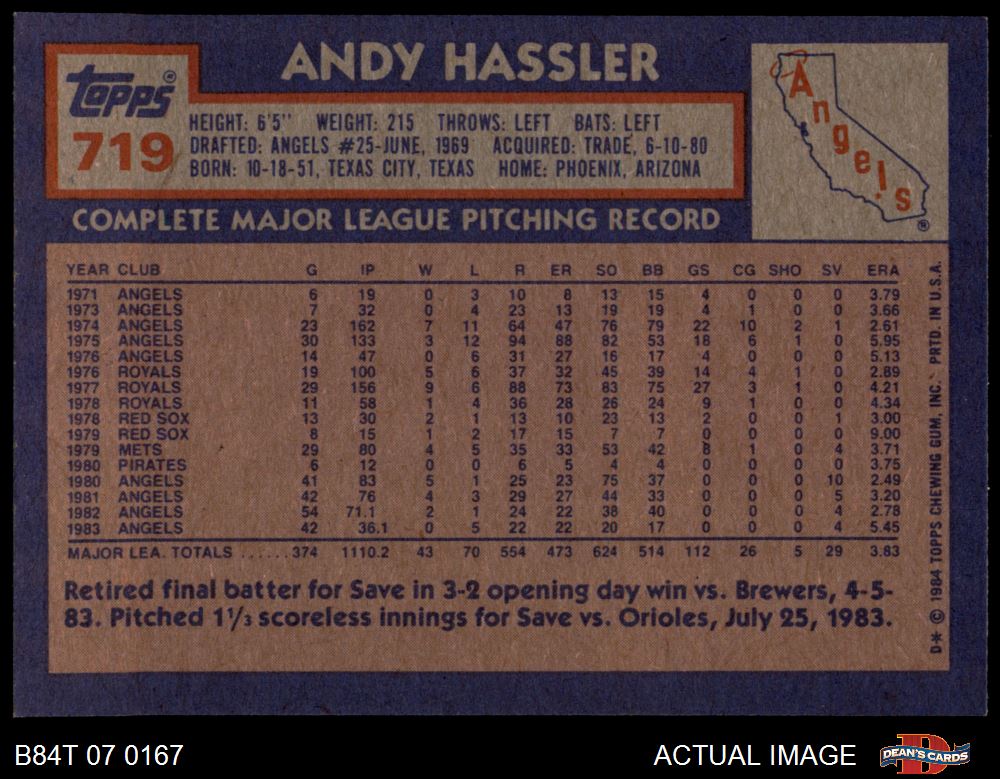 ANDY HASSLER
Topps®
719
HEIGHT: 6'5" WEIGHT: 215 THROWS: LEFT BATS: LEFT
DRAFTED: ANGELS #25-JUNE, 1969 ACQUIRED: TRADE, 6-10-80
BORN: 10-18-51, TEXAS CITY, TEXAS HOME: PHOENIX, ARIZONA
Angels ®
COMPLETE MAJOR LEAGUE PITCHING RECORD
YEAR CLUB G IP W L R ER SO BB GS CG SHO SV ERA
1971 ANGELS 6 19 0 3 10 8 13 15 4 0 0 0 3.79
1973 ANGELS 7 32 0 4 23 13 19 19 4 1 0 0 3.66
1974 ANGELS 23 162 7 11 64 47 76 79 22 10 2 1 2.61
1975 ANGELS 30 133 3 12 94 88 82 53 18 6 1 0 5.95
1976 ANGELS 14 47 0 6 31 27 16 17 4 0 0 0 5.13
1976 ROYALS 19 100 5 6 37 32 45 39 14 4 1 0 2.89
1977 ROYALS 29 156 9 6 88 73 83 75 27 3 1 0 4.21
1978 ROYALS 11 58 1 4 36 28 26 24 9 1 0 0 4.34
1978 RED SOX 13 30 2 1 13 10 23 13 2 0 0 1 3.00
1979 RED SOX 8 15 1 2 17 15 7 7 0 0 0 0 9.00
1979 METS 29 80 4 5 35 33 53 42 8 1 0 4 3.71
1980 PIRATES 6 12 0 0 6 5 4 4 0 0 0 0 3.75
1980 ANGELS 41 83 5 1 25 23 75 37 0 0 0 10 2.49
1981 ANGELS 42 76 4 3 29 27 44 33 0 0 0 5 3.20
1982 ANGELS 54 71.1 2 1 24 22 38 40 0 0 0 4 2.78
1983 ANGELS 42 36.1 0 5 22 22 20 17 0 0 0 4 5.45
MAJOR LEA. TOTALS ...... 374 1110.2 43 70 554 473 624 514 112 26 5 29 3.83
Retired final batter for Save in 3-2 opening day win vs. Brewers, 4-5-
83. Pitched 1⅓ scoreless innings for Save vs. Orioles, July 25, 1983.
D* © 1984 TOPPS CHEWING GUM, INC. PRTD. IN U.S.A.
B84T 07 0167
ACTUAL IMAGE
DEAN'S CARDS